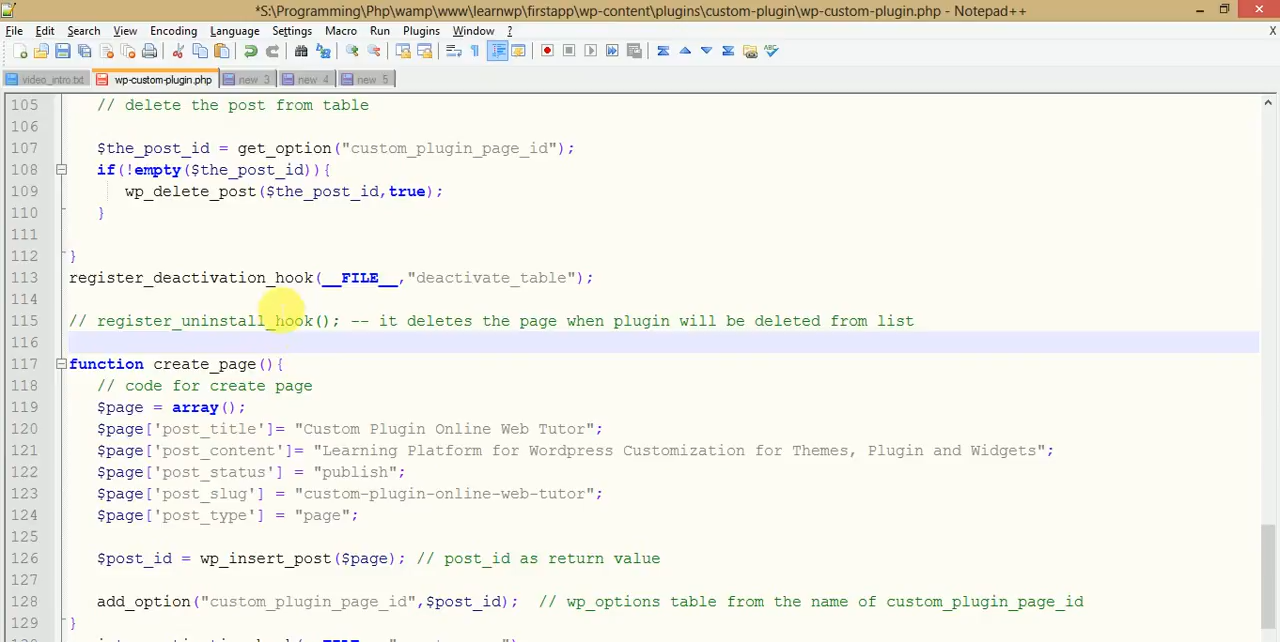 *S:\Programming\Php\wamp\www\learnwp\firstapp\wp-content\plugins\custom-plugin\wp-custom-plugin.php - Notepad++
File Edit Search View Encoding Language Settings Macro Run Plugins Window ? X
video_intro.txt wp-custom-plugin.php new 3 new 4 new 5
105 // delete the post from table
106
107 $the_post_id = get_option("custom_plugin_page_id");
108 if(!empty($the_post_id)){
109 wp_delete_post($the_post_id,true);
110 }
111
112 }
113 register_deactivation_hook(__FILE__,"deactivate_table");
114
115 // register_uninstall_hook(); -- it deletes the page when plugin will be deleted from list
116
117 function create_page(){
118 // code for create page
119 $page = array();
120 $page['post_title']= "Custom Plugin Online Web Tutor";
121 $page['post_content']= "Learning Platform for Wordpress Customization for Themes, Plugin and Widgets";
122 $page['post_status'] = "publish";
123 $page['post_slug'] = "custom-plugin-online-web-tutor";
124 $page['post_type'] = "page";
125
126 $post_id = wp_insert_post($page); // post_id as return value
127
128 add_option("custom_plugin_page_id",$post_id); // wp_options table from the name of custom_plugin_page_id
129 }